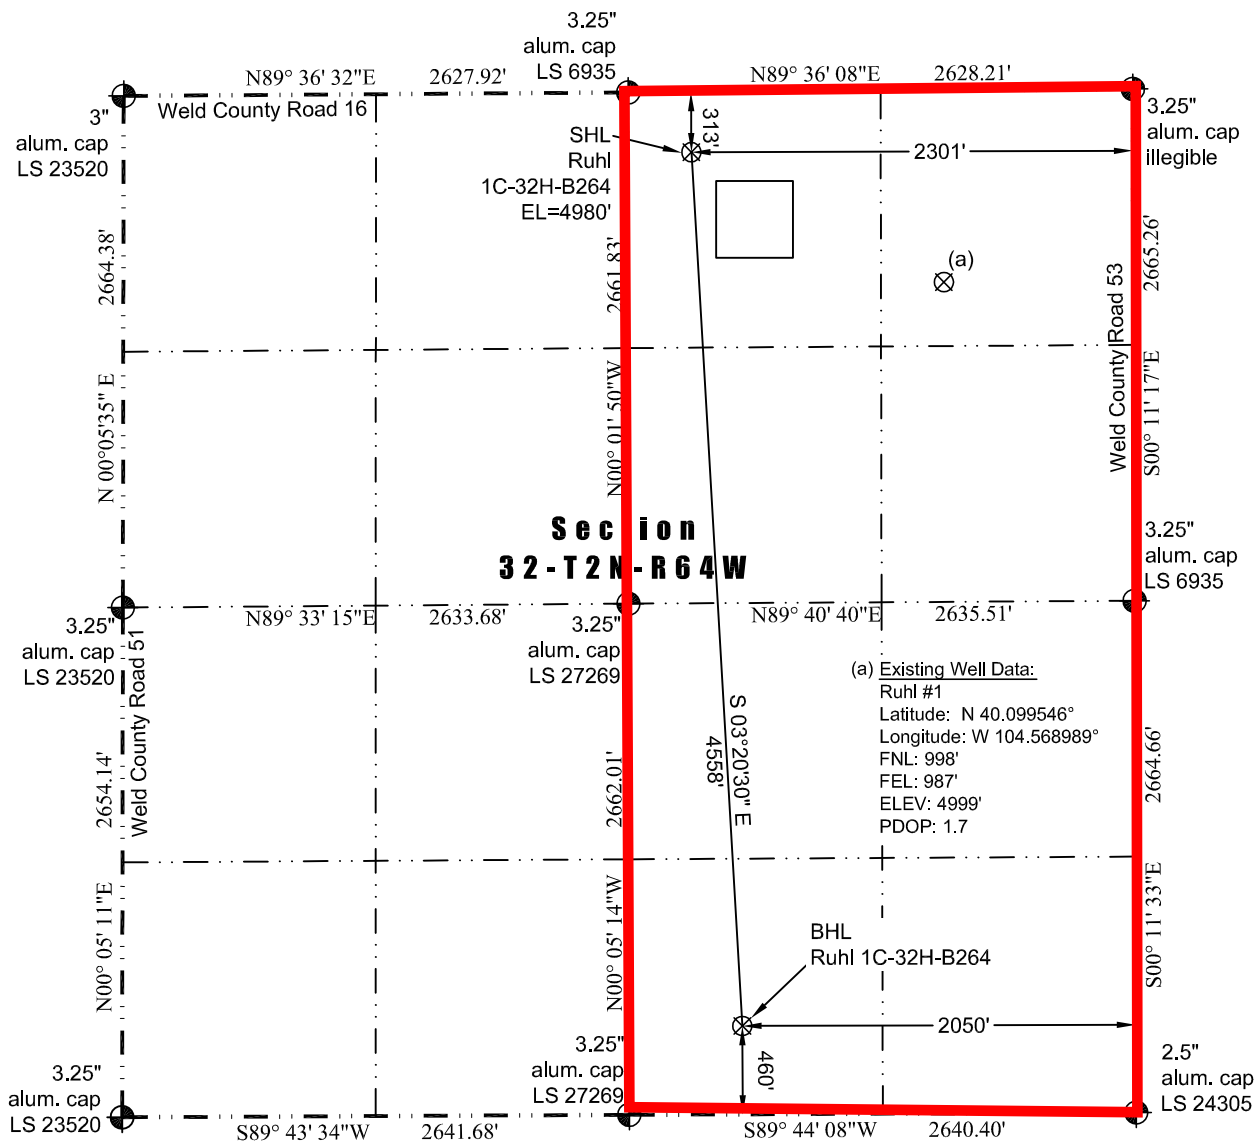 3.25"
alum. cap
LS 6935
N89° 36' 32"E
2627.92'
N89° 36' 08"E
2628.21'
Weld County Road 16
3"
alum. cap
LS 23520
3.25"
alum. cap
illegible
313'
SHL
Ruhl
1C-32H-B264
EL=4980'
2301'
(a)
2664.38'
2661.83'
2665.26'
Weld County Road 53
N 00°05'35" E
N00° 01' 50"W
S00° 11' 17"E
Sec ion
32-T2N-R64W
3.25"
alum. cap
LS 6935
N89° 33' 15"E
2633.68'
N89° 40' 40"E
2635.51'
3.25"
alum. cap
LS 23520
Weld County Road 51
3.25"
alum. cap
LS 27269
(a) Existing Well Data:
Ruhl #1
Latitude: N 40.099546°
Longitude: W 104.568989°
FNL: 998'
FEL: 987'
ELEV: 4999'
PDOP: 1.7
S 03°20'30" E
4558'
2654.14'
2662.01'
2664.66'
N00° 05' 11"E
N00° 05' 14"W
S00° 11' 33"E
BHL
Ruhl 1C-32H-B264
2050'
460'
3.25"
alum. cap
LS 23520
3.25"
alum. cap
LS 27269
2.5"
alum. cap
LS 24305
S89° 43' 34"W
2641.68'
S89° 44' 08"W
2640.40'